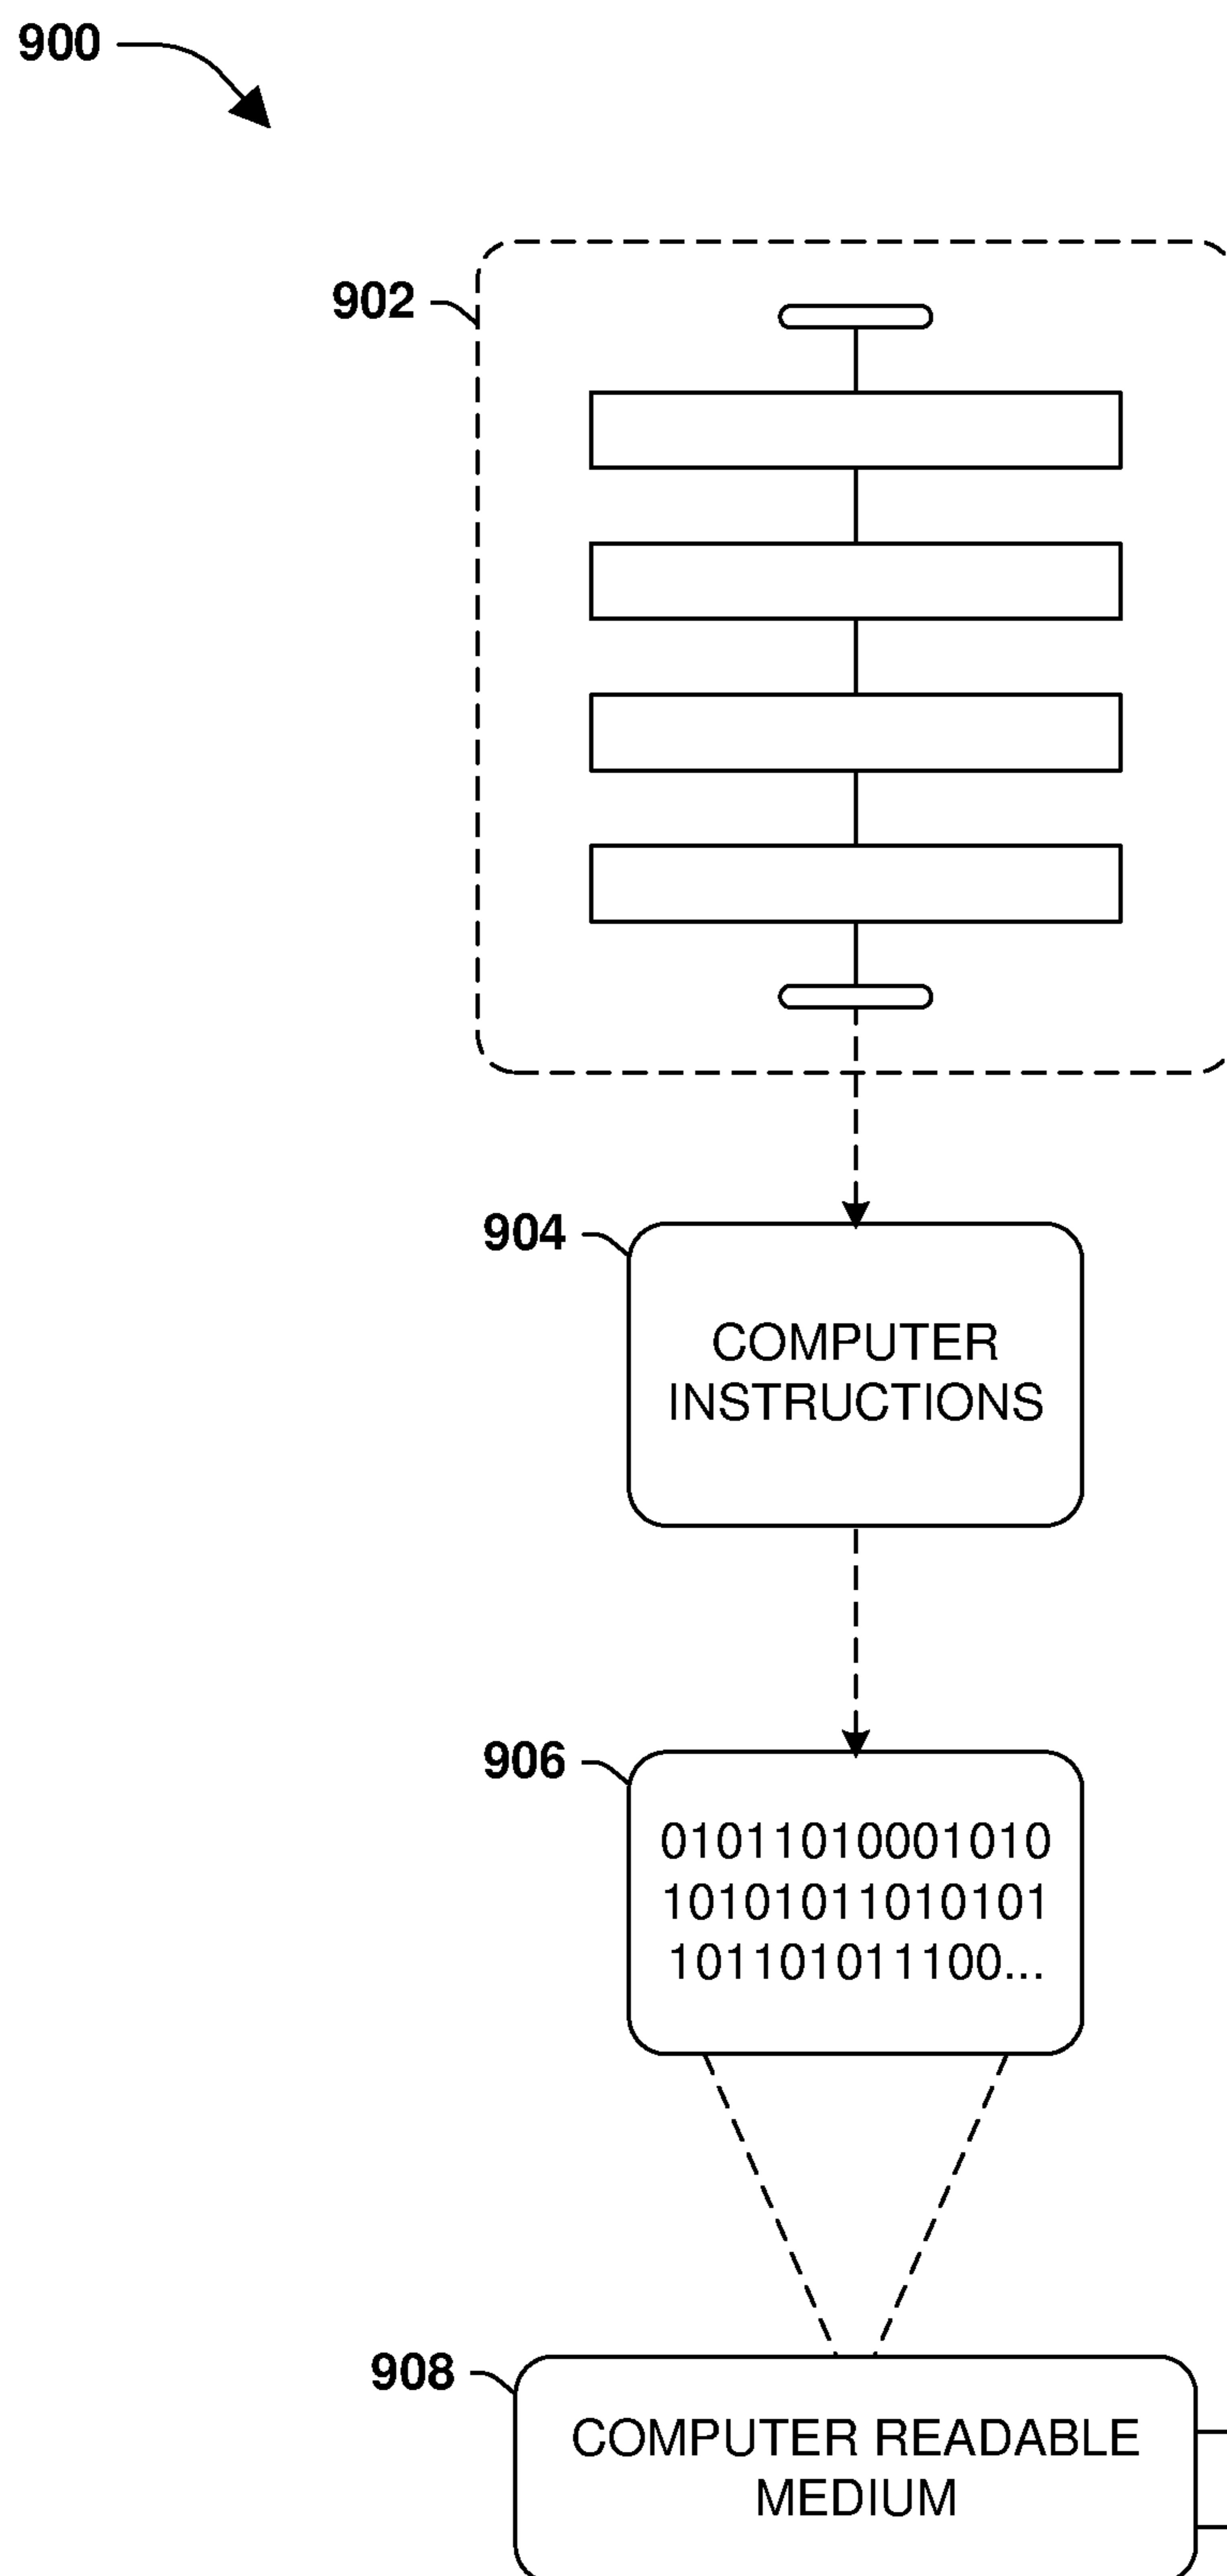 900
902
904
COMPUTER
INSTRUCTIONS
906
01011010001010
10101011010101
101101011100...
908
COMPUTER READABLE
MEDIUM